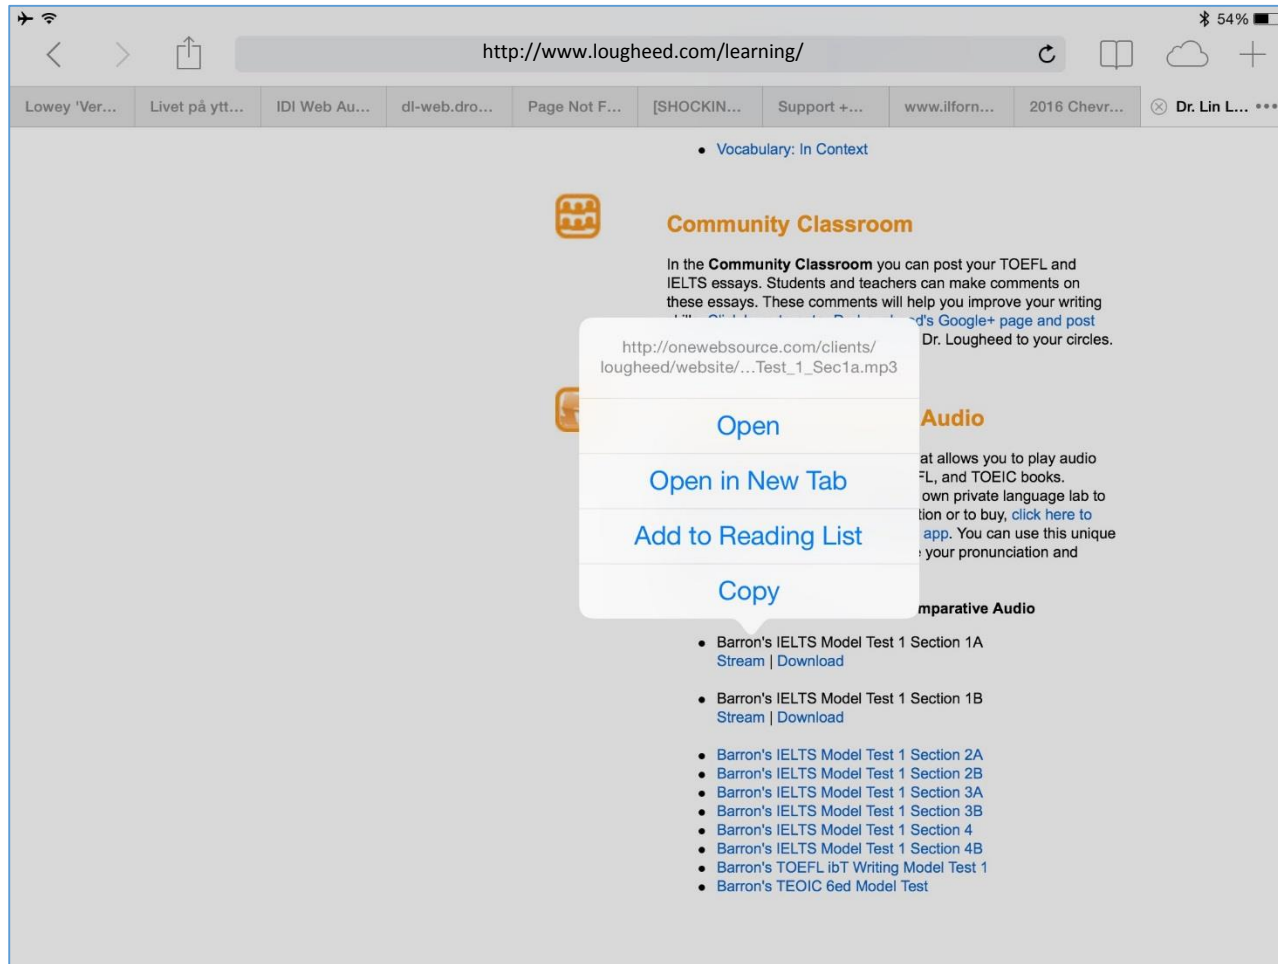 54%
http://www.lougheed.com/learning/
Lowey 'Ver... Livet på ytt... IDI Web Au... dl-web.dro... Page Not F... [SHOCKIN... Support +... www.ilforn... 2016 Chevr... Dr. Lin L... •••
• Vocabulary: In Context
Community Classroom
In the Community Classroom you can post your TOEFL and
IELTS essays. Students and teachers can make comments on
these essays. These comments will help you improve your writing
d's Google+ page and post
Dr. Lougheed to your circles.
http://onewebsource.com/clients/
lougheed/website/...Test_1_Sec1a.mp3
Open
Open in New Tab
Add to Reading List
Copy
Audio
at allows you to play audio
FL, and TOEIC books.
own private language lab to
tion or to buy, click here to
app. You can use this unique
your pronunciation and
mparative Audio
• Barron's IELTS Model Test 1 Section 1A
Stream | Download
• Barron's IELTS Model Test 1 Section 1B
Stream | Download
• Barron's IELTS Model Test 1 Section 2A
• Barron's IELTS Model Test 1 Section 2B
• Barron's IELTS Model Test 1 Section 3A
• Barron's IELTS Model Test 1 Section 3B
• Barron's IELTS Model Test 1 Section 4
• Barron's IELTS Model Test 1 Section 4B
• Barron's TOEFL ibT Writing Model Test 1
• Barron's TEOIC 6ed Model Test